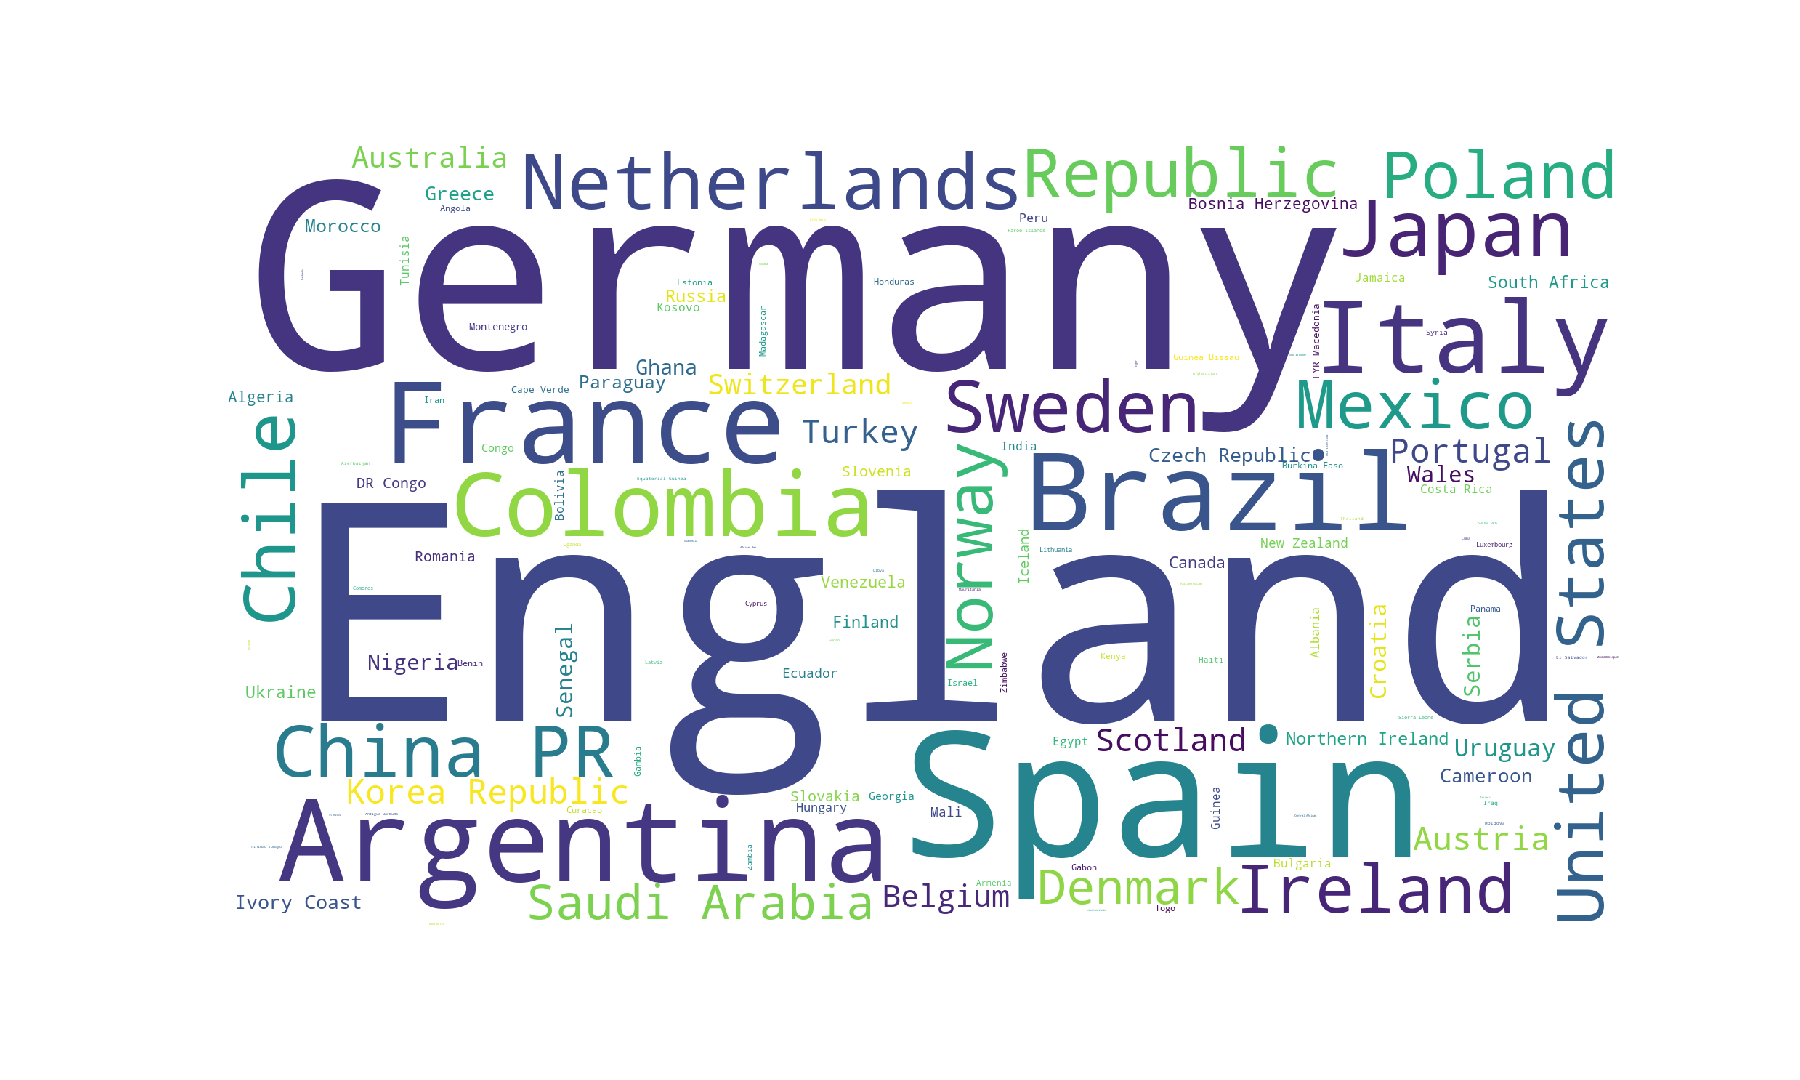 Australia
Netherlands
Republic
Poland
Greece
Angola
Morocco
Tunisia
Germany
Peru
Bosnia Herzegovina
Japan
Estonia
Russia
Kosovo
Honduras
Jamaica
South Africa
Montenegro
Madagascar
FYR Macedonia
Italy
Syria
Guinea Bissau
Ghana
Paraguay
Switzerland
Cape Verde
Iran
Algeria
France
Sweden
Mexico
Chile
Turkey
Congo
India
Czech Republic
Burkina Faso
Portugal
Wales
Costa Rica
DR Congo
Bolivia
Colombia
Slovenia
Equatorial Guinea
Norway
Brazil
United States
Romania
Iceland
Lithuania
New Zealand
Canada
Luxembourg
Venezuela
Comoros
Cyprus
England
Finland
Albania
Croatia
Panama
Serbia
Nigeria
Benin
Senegal
Ecuador
Israel
Zimbabwe
Kenya
Haiti
Ukraine
China PR
Gambia
Egypt
Scotland
Northern Ireland
Uruguay
Spain
Cameroon
Korea Republic
Curacao
Slovakia
Georgia
Hungary
Mali
Guinea
Iraq
Argentina
Zambia
Austria
Bulgaria
Gabon
Armenia
Ivory Coast
Saudi Arabia
Belgium
Denmark
Togo
Ireland